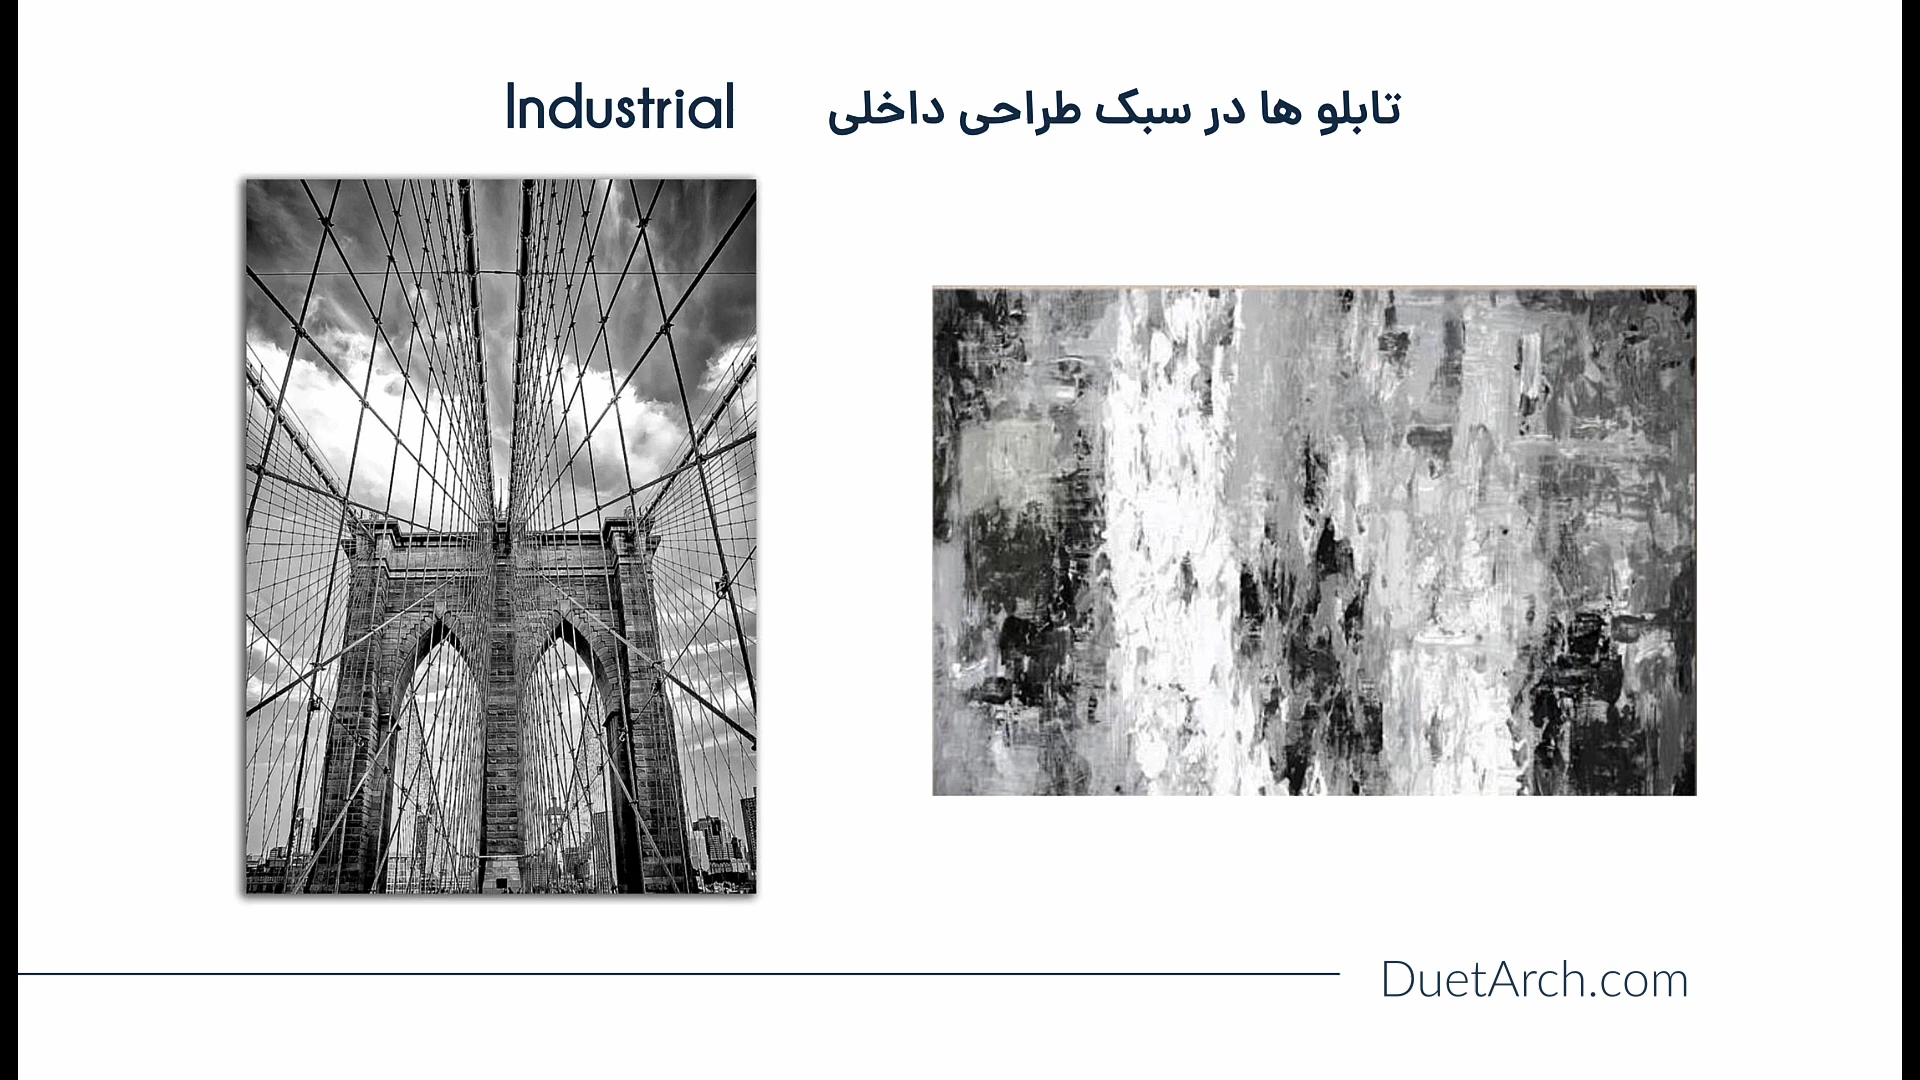 تابلو ها در سبک طراحی داخلی Industrial
DuetArch.com